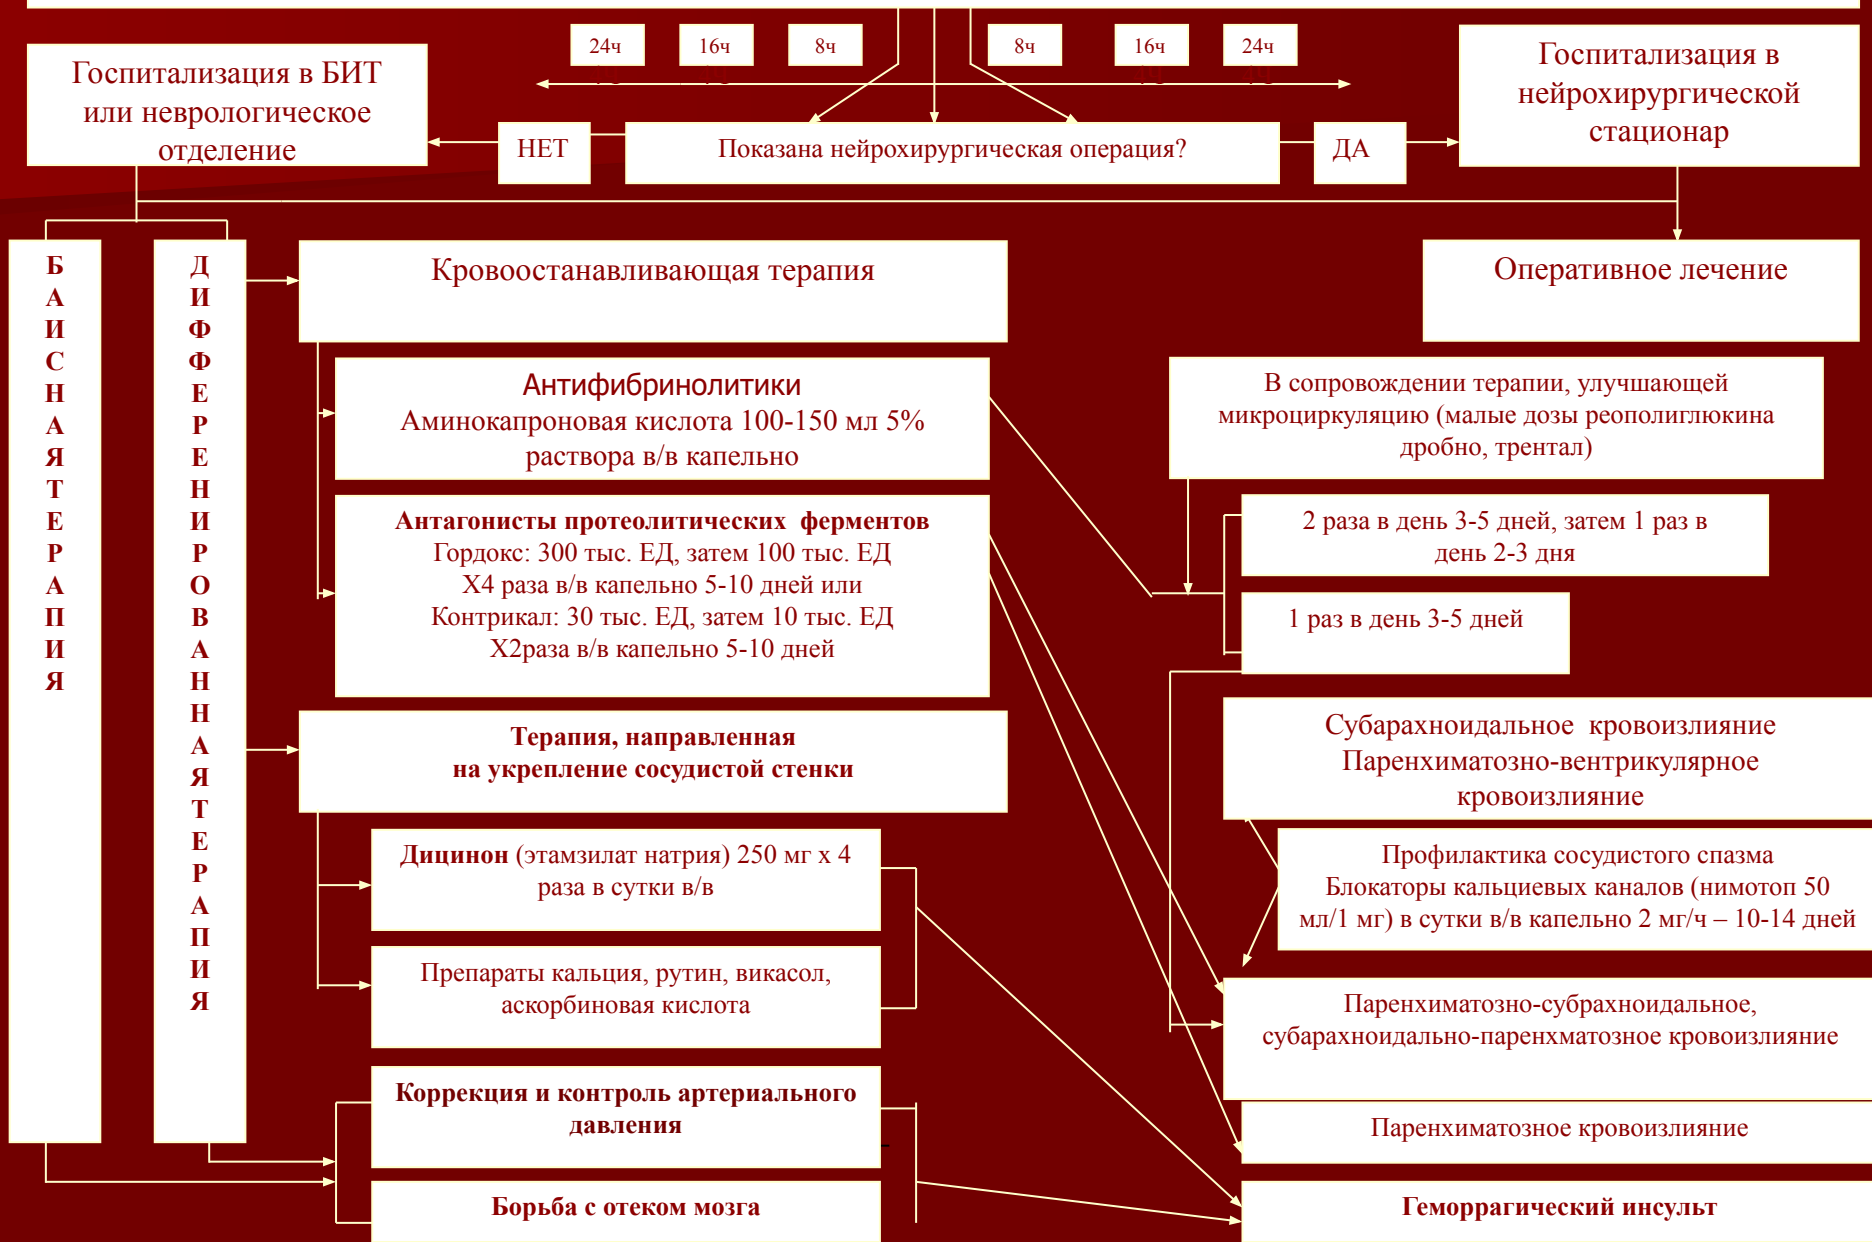 24ч
16ч
8ч
8ч
16ч
24ч
Госпитализация в БИТ
или неврологическое
отделение
НЕТ
Показана нейрохирургическая операция?
ДА
Госпитализация в
нейрохирургической
стационар
Б
А
И
С
Н
А
Я
Т
Е
Р
А
П
И
Я
Д
И
Ф
Ф
Е
Р
Е
Н
И
Р
О
В
А
Н
Н
А
Я
Т
Е
Р
А
П
И
Я
Кровоостанавливающая терапия
Оперативное лечение
Антифибринолитики
Аминокапроновая кислота 100-150 мл 5%
раствора в/в капельно
В сопровождении терапии, улучшающей
микроциркуляцию (малые дозы реополиглюкина
дробно, трентал)
Антагонисты протеолитических ферментов
Гордокс: 300 тыс. ЕД, затем 100 тыс. ЕД
Х4 раза в/в капельно 5-10 дней или
Контрикал: 30 тыс. ЕД, затем 10 тыс. ЕД
Х2раза в/в капельно 5-10 дней
2 раза в день 3-5 дней, затем 1 раз в
день 2-3 дня
1 раз в день 3-5 дней
Терапия, направленная
на укрепление сосудистой стенки
Субарахноидальное кровоизлияние
Паренхиматозно-вентрикулярное
кровоизлияние
Дицинон (этамзилат натрия) 250 мг х 4
раза в сутки в/в
Профилактика сосудистого спазма
Блокаторы кальциевых каналов (нимотоп 50
мл/1 мг) в сутки в/в капельно 2 мг/ч – 10-14 дней
Препараты кальция, рутин, викасол,
аскорбиновая кислота
Паренхиматозно-субрахноидальное,
субарахноидально-паренхматозное кровоизлияние
Коррекция и контроль артериального
давления
Паренхиматозное кровоизлияние
Борьба с отеком мозга
Геморрагический инсульт